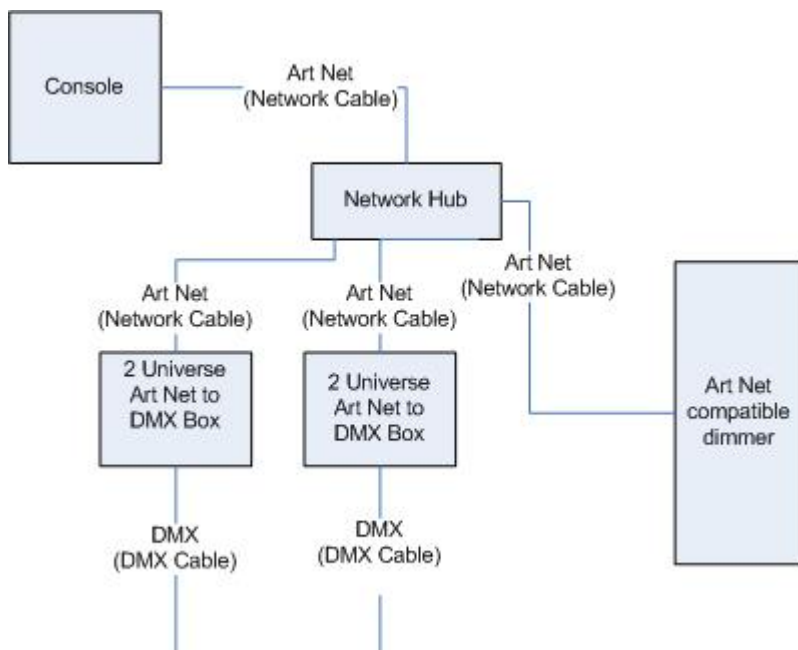 Console
Art Net
(Network Cable)
Network Hub
Art Net
(Network Cable)
Art Net
(Network Cable)
Art Net
(Network Cable)
2 Universe
Art Net to
DMX Box
2 Universe
Art Net to
DMX Box
Art Net
compatible
dimmer
DMX
(DMX Cable)
DMX
(DMX Cable)